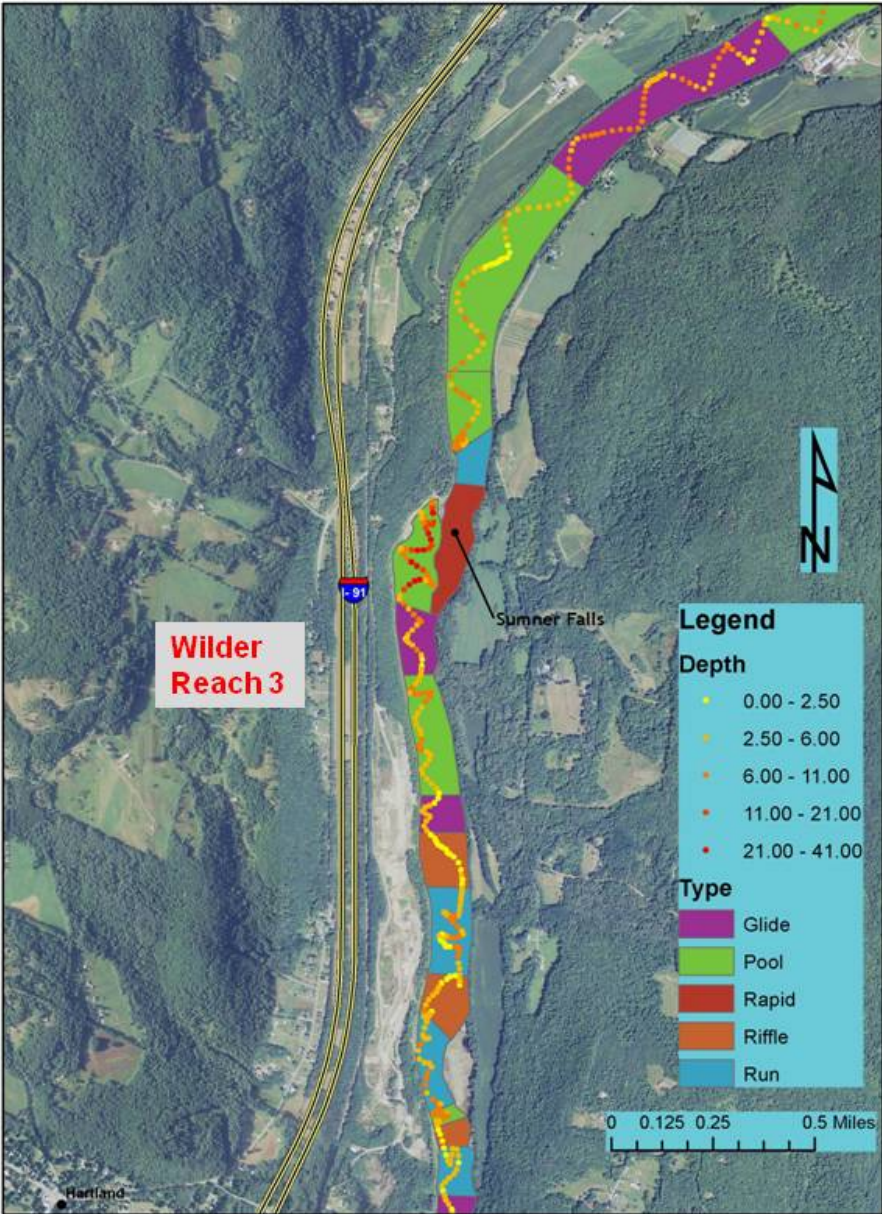 I-91
Sumner Falls
Wilder
Reach 3
Legend
Depth
0.00 - 2.50
2.50 - 6.00
6.00 - 11.00
11.00 - 21.00
21.00 - 41.00
Type
Glide
Pool
Rapid
Riffle
Run
N
0 0.125 0.25 0.5 Miles
Hartland